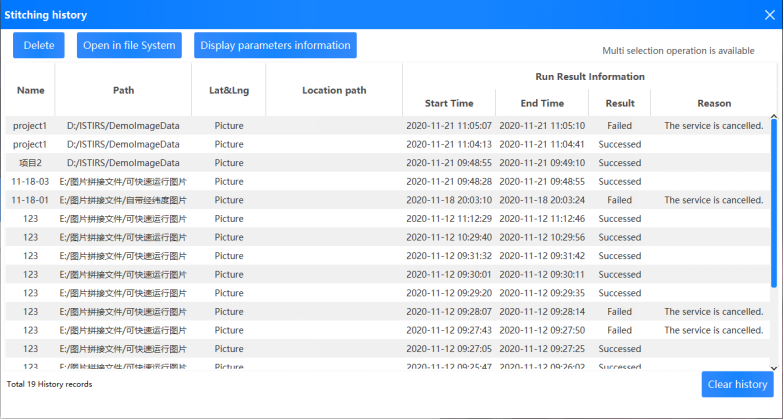 Stitching history
Delete Open in file System Display parameters information Multi selection operation is available
Name Path Lat&Lng Location path Run Result Information
Start Time End Time Result Reason
project1 D:/ISTIRS/DemoImageData Picture 2020-11-21 11:05:07 2020-11-21 11:05:10 Failed The service is cancelled.
project1 D:/ISTIRS/DemoImageData Picture 2020-11-21 11:04:13 2020-11-21 11:04:41 Successed
项目2 D:/ISTIRS/DemoImageData Picture 2020-11-21 09:48:55 2020-11-21 09:49:10 Successed
11-18-03 E:/图片拼接文件/可快速运行图片 Picture 2020-11-21 09:48:28 2020-11-21 09:48:55 Successed
11-18-01 E:/图片拼接文件/自带经纬度图片 Picture 2020-11-18 20:03:10 2020-11-18 20:03:24 Failed The service is cancelled.
123 E:/图片拼接文件/可快速运行图片 Picture 2020-11-12 11:12:29 2020-11-12 11:12:46 Successed
123 E:/图片拼接文件/可快速运行图片 Picture 2020-11-12 10:29:40 2020-11-12 10:29:56 Successed
123 E:/图片拼接文件/可快速运行图片 Picture 2020-11-12 09:31:32 2020-11-12 09:31:42 Successed
123 E:/图片拼接文件/可快速运行图片 Picture 2020-11-12 09:30:01 2020-11-12 09:30:11 Successed
123 E:/图片拼接文件/可快速运行图片 Picture 2020-11-12 09:29:20 2020-11-12 09:29:35 Successed
123 E:/图片拼接文件/可快速运行图片 Picture 2020-11-12 09:28:07 2020-11-12 09:28:14 Failed The service is cancelled.
123 E:/图片拼接文件/可快速运行图片 Picture 2020-11-12 09:27:43 2020-11-12 09:27:50 Failed The service is cancelled.
123 E:/图片拼接文件/可快速运行图片 Picture 2020-11-12 09:27:05 2020-11-12 09:27:25 Successed
123 E:/图片拼接文件/可快速运行图片 Picture 2020-11-12 09:25:47 2020-11-12 09:26:02 Successed
Total 19 History records Clear history